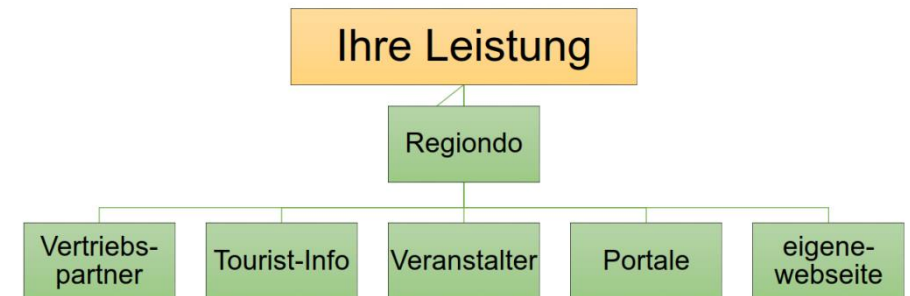 Ihre Leistung
Regiondo
Vertriebs-
partner
Tourist-Info
Veranstalter
Portale
eigene-
webseite